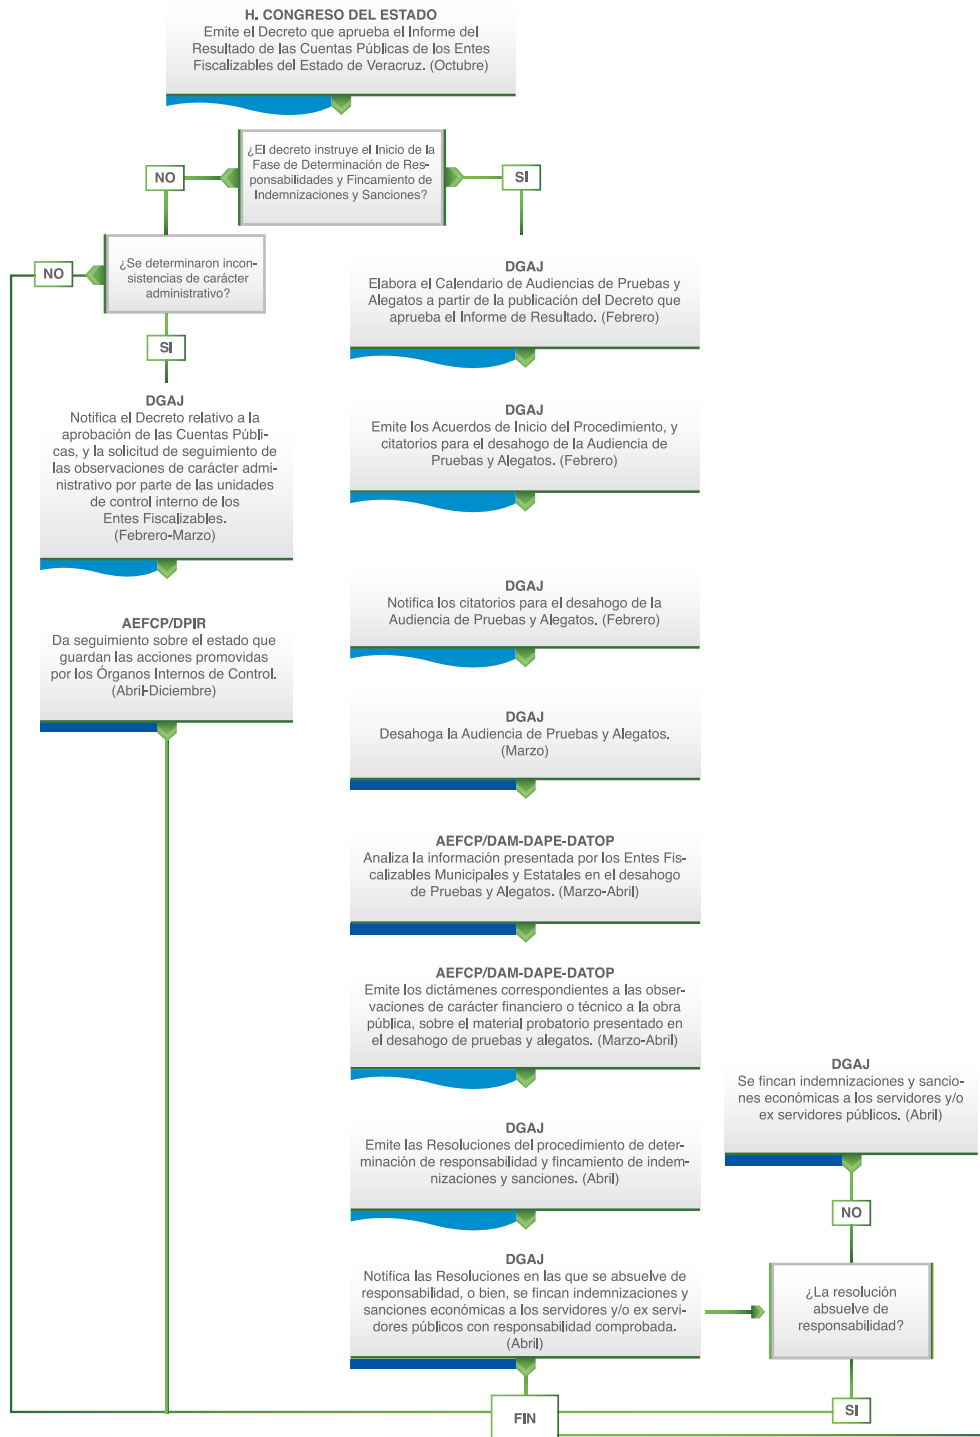 H. CONGRESO DEL ESTADO
Emite el Decreto que aprueba el Informe del
Resultado de las Cuentas Públicas de los Entes
Fiscalizables del Estado de Veracruz. (Octubre)
¿El decreto instruye el Inicio de la
Fase de Determinación de Res-
ponsabilidades y Fincamiento de
Indemnizaciones y Sanciones?
NO
SI
¿Se determinaron incon-
sistencias de carácter
administrativo?
NO
SI
DGAJ
Notifica el Decreto relativo a la
aprobación de las Cuentas Públi-
cas, y la solicitud de seguimiento de
las observaciones de carácter admi-
nistrativo por parte de las unidades
de control interno de los
Entes Fiscalizables.
(Febrero-Marzo)
AEFCP/DPIR
Da seguimiento sobre el estado que
guardan las acciones promovidas
por los Órganos Internos de Control.
(Abril-Diciembre)
DGAJ
Elabora el Calendario de Audiencias de Pruebas y
Alegatos a partir de la publicación del Decreto que
aprueba el Informe de Resultado. (Febrero)
DGAJ
Emite los Acuerdos de Inicio del Procedimiento, y
citatorios para el desahogo de la Audiencia de
Pruebas y Alegatos. (Febrero)
DGAJ
Notifica los citatorios para el desahogo de la
Audiencia de Pruebas y Alegatos. (Febrero)
DGAJ
Desahoga la Audiencia de Pruebas y Alegatos.
(Marzo)
AEFCP/DAM-DAPE-DATOP
Analiza la información presentada por los Entes Fis-
calizables Municipales y Estatales en el desahogo
de Pruebas y Alegatos. (Marzo-Abril)
AEFCP/DAM-DAPE-DATOP
Emite los dictámenes correspondientes a las obser-
vaciones de carácter financiero o técnico a la obra
pública, sobre el material probatorio presentado en
el desahogo de pruebas y alegatos. (Marzo-Abril)
DGAJ
Emite las Resoluciones del procedimiento de deter-
minación de responsabilidad y fincamiento de indem-
nizaciones y sanciones. (Abril)
DGAJ
Notifica las Resoluciones en las que se absuelve de
responsabilidad, o bien, se fincan indemnizaciones y
sanciones económicas a los servidores y/o ex servi-
dores públicos con responsabilidad comprobada.
(Abril)
DGAJ
Se fincan indemnizaciones y sancio-
nes económicas a los servidores y/o
ex servidores públicos. (Abril)
NO
¿La resolución
absuelve de
responsabilidad?
SI
FIN